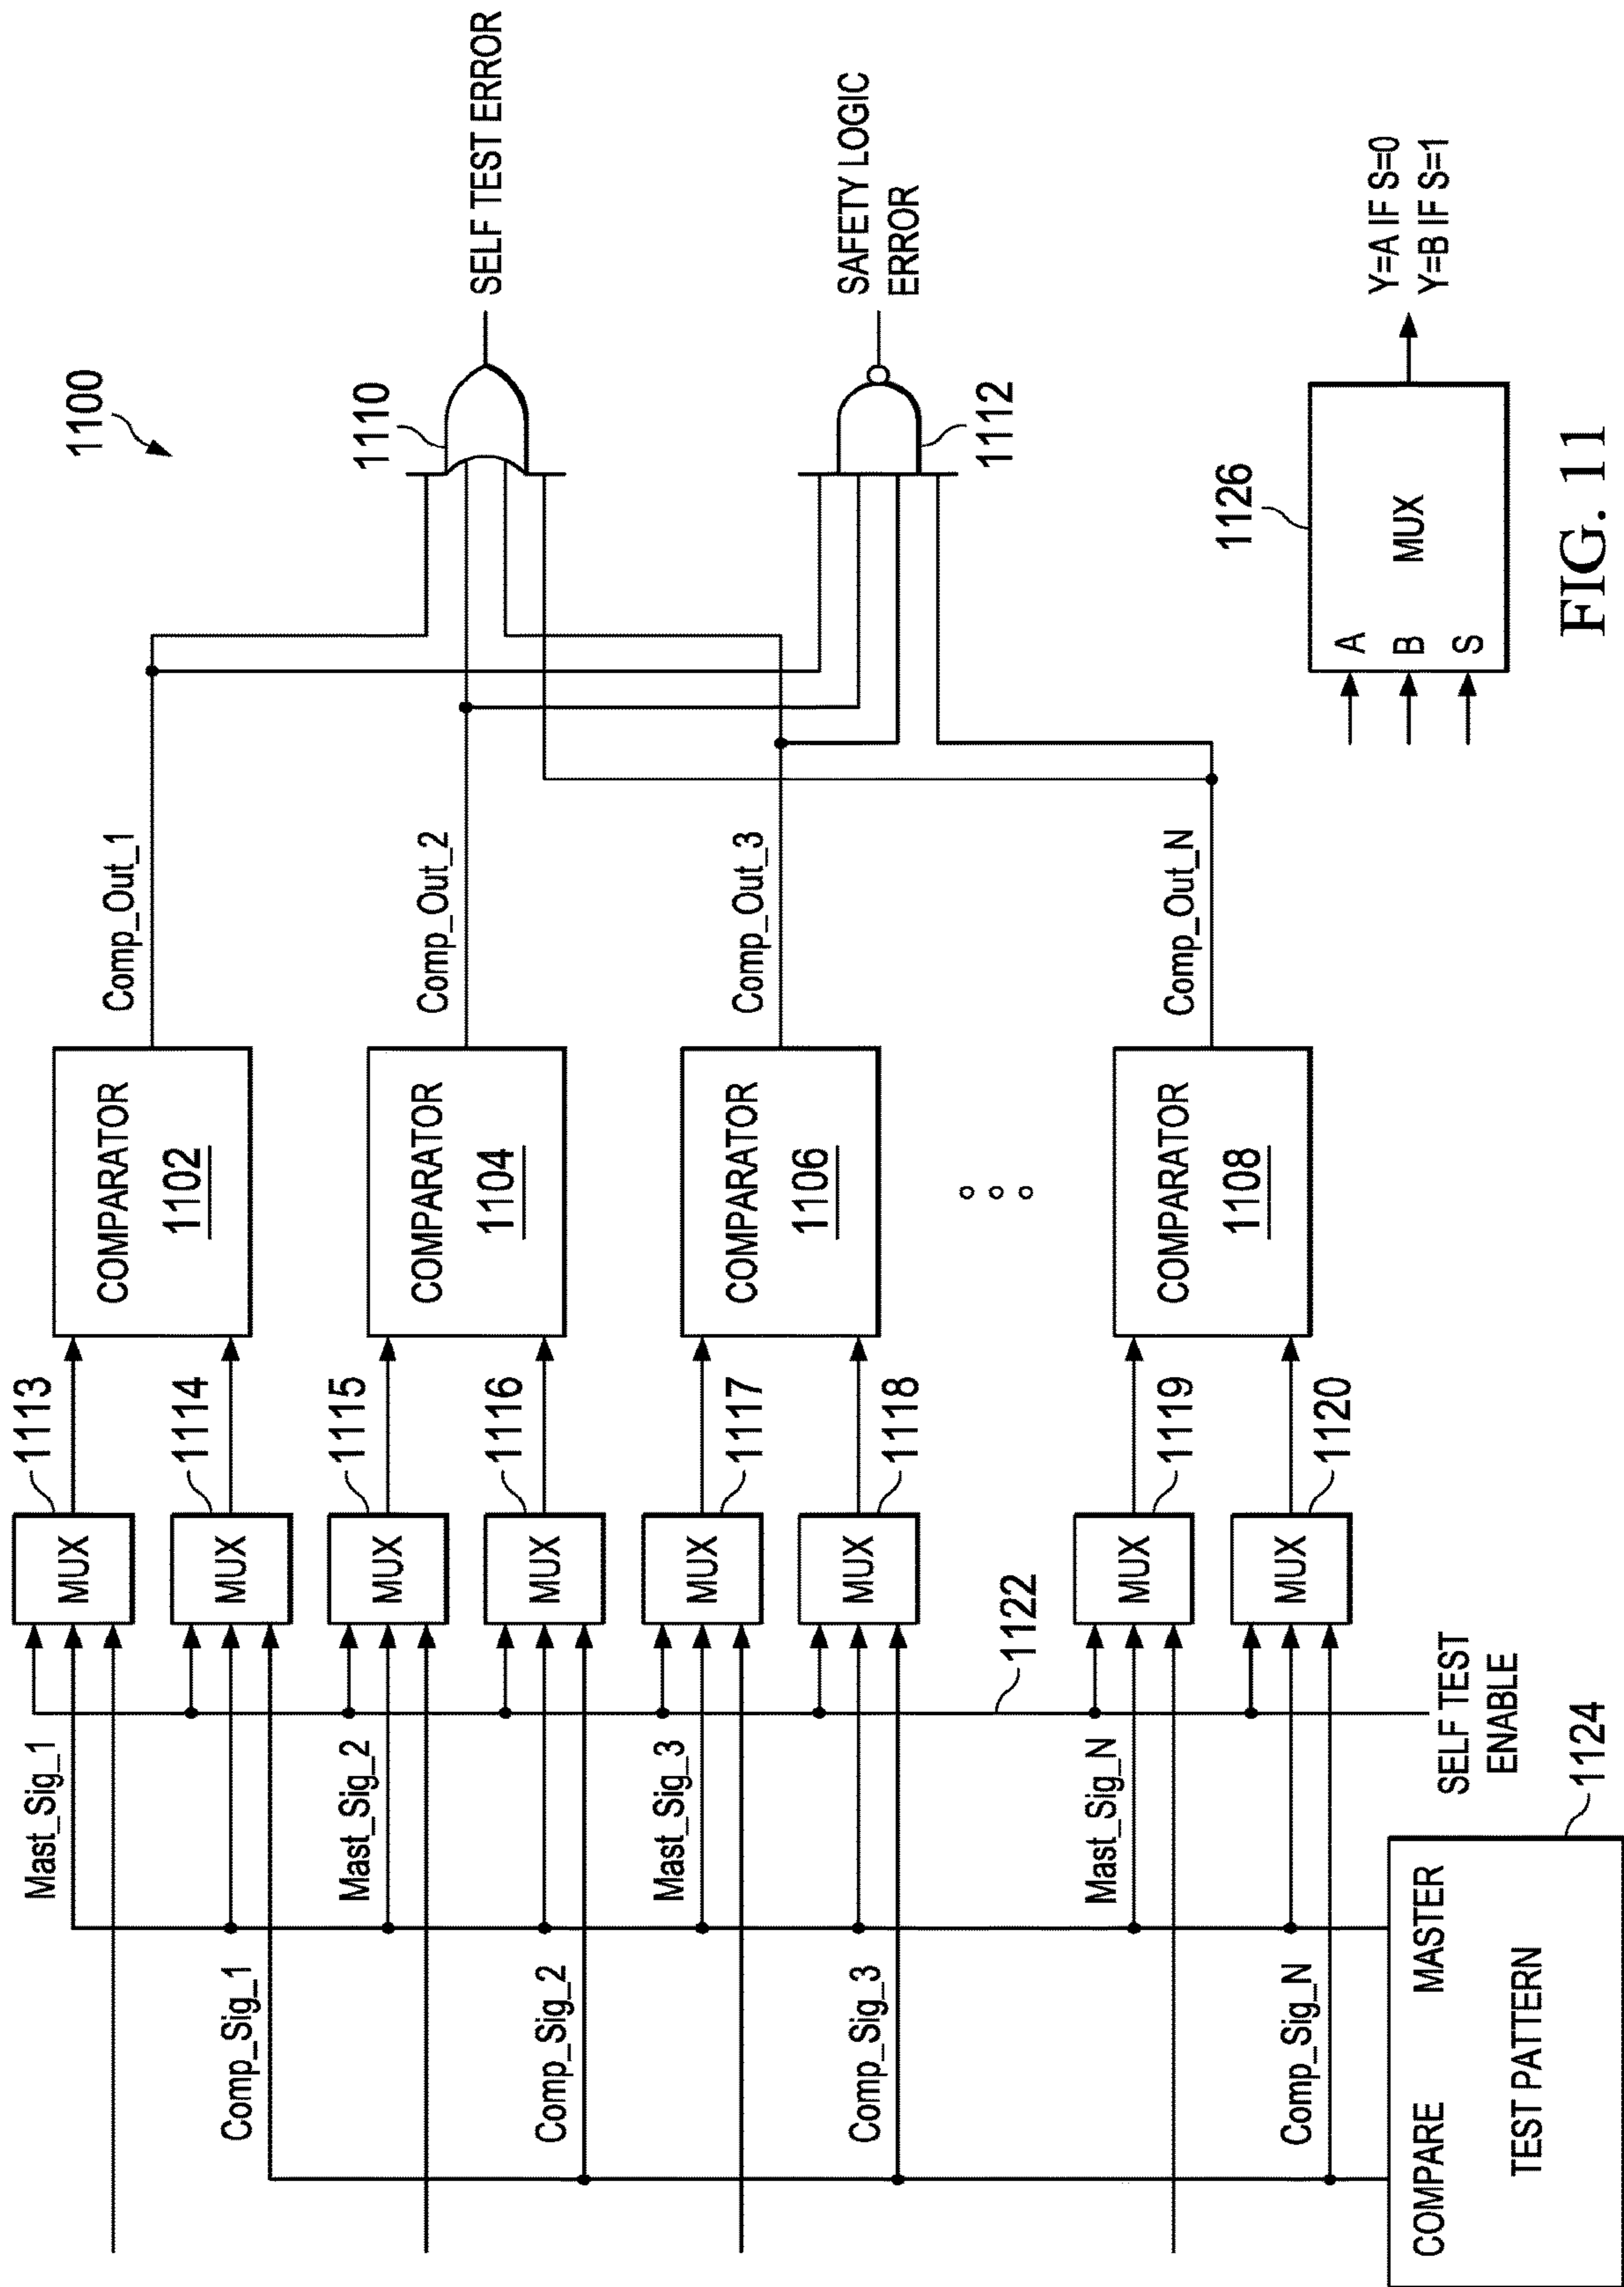 1100
SELF TEST ERROR
1110
SAFETY LOGIC
ERROR
1112
Comp_Out_1
Comp_Out_2
Comp_Out_3
Comp_Out_N
COMPARATOR
1102
COMPARATOR
1104
COMPARATOR
1106
COMPARATOR
1108
1113
MUX
1114
MUX
1115
MUX
1116
MUX
1117
MUX
1118
MUX
1119
MUX
1120
MUX
1122
SELF TEST
ENABLE
Mast_Sig_1
Comp_Sig_1
Mast_Sig_2
Comp_Sig_2
Mast_Sig_3
Comp_Sig_3
Mast_Sig_N
Comp_Sig_N
1124
COMPARE MASTER
TEST PATTERN
1126
A
B
S
MUX
Y=A IF S=0
Y=B IF S=1
FIG. 11